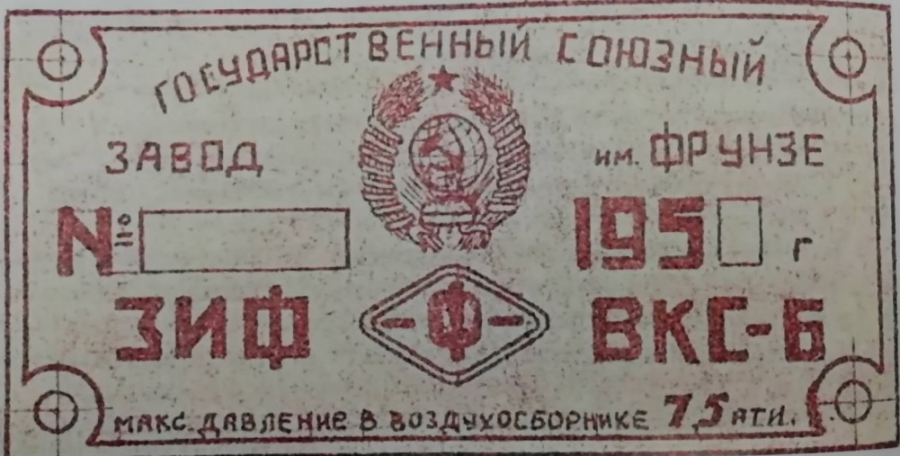 ГОСУДАРСТВЕННЫЙ СОЮЗНЫЙ
ЗАВОД им. ФРУНЗЕ
№ 195 г
ЗИФ Ф ВКС-6
МАКС. ДАВЛЕНИЕ В ВОЗДУХОСБОРНИКЕ 7,5 АТИ.